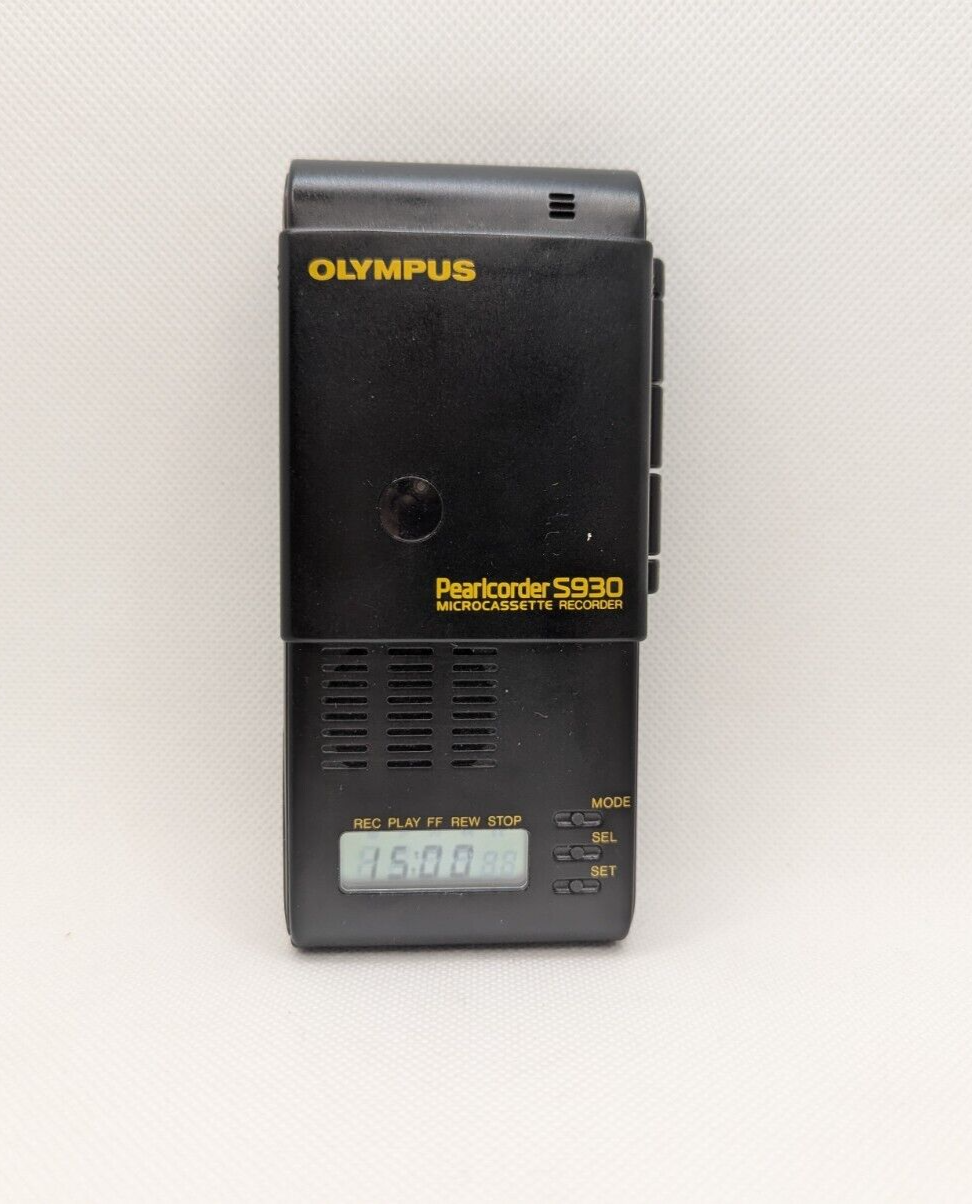 OLYMPUS
Pearlcorder S930
MICROCASSETTE RECORDER
MODE
REC PLAY FF REW STOP
SEL
15:00
SET